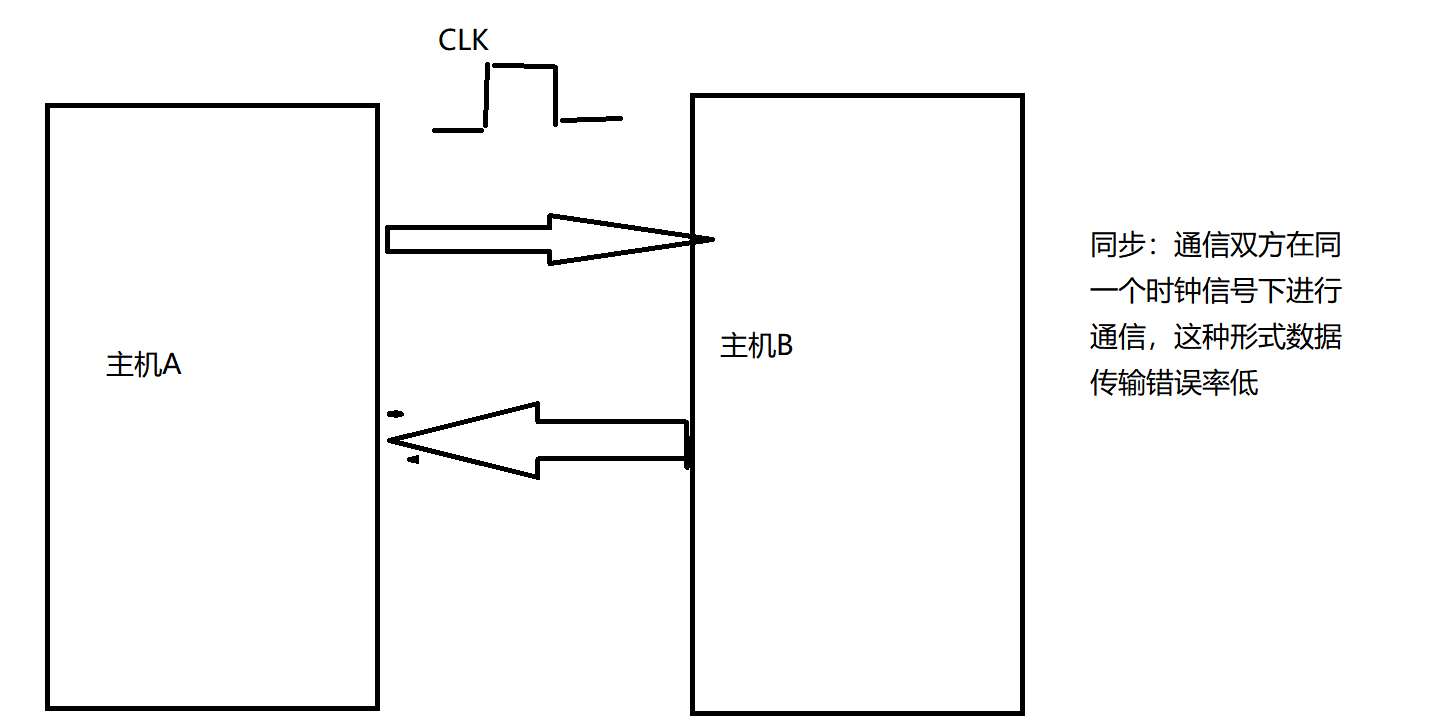 CLK
主机A
主机B
同步：通信双方在同
一个时钟信号下进行
通信，这种形式数据
传输错误率低